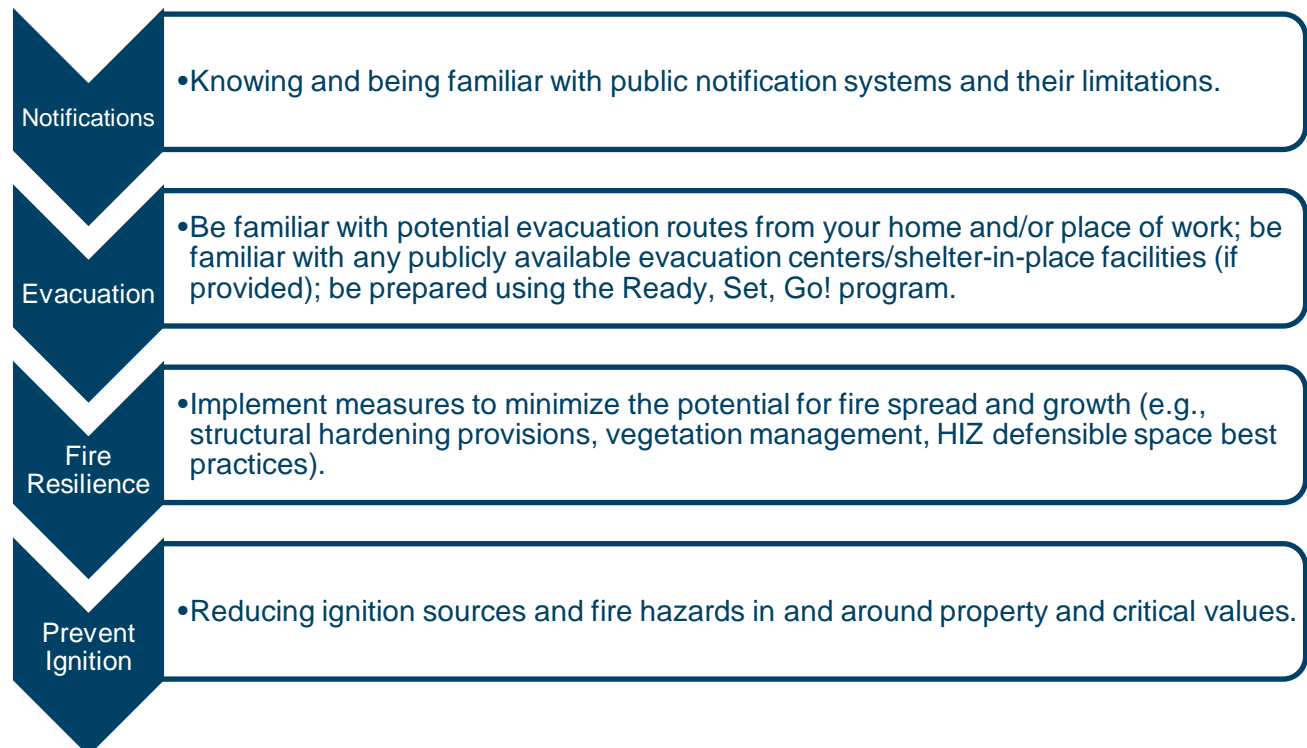 Notifications
•Knowing and being familiar with public notification systems and their limitations.
Evacuation
•Be familiar with potential evacuation routes from your home and/or place of work; be
familiar with any publicly available evacuation centers/shelter-in-place facilities (if
provided); be prepared using the Ready, Set, Go! program.
Fire
Resilience
•Implement measures to minimize the potential for fire spread and growth (e.g.,
structural hardening provisions, vegetation management, HIZ defensible space best
practices).
Prevent
Ignition
•Reducing ignition sources and fire hazards in and around property and critical values.